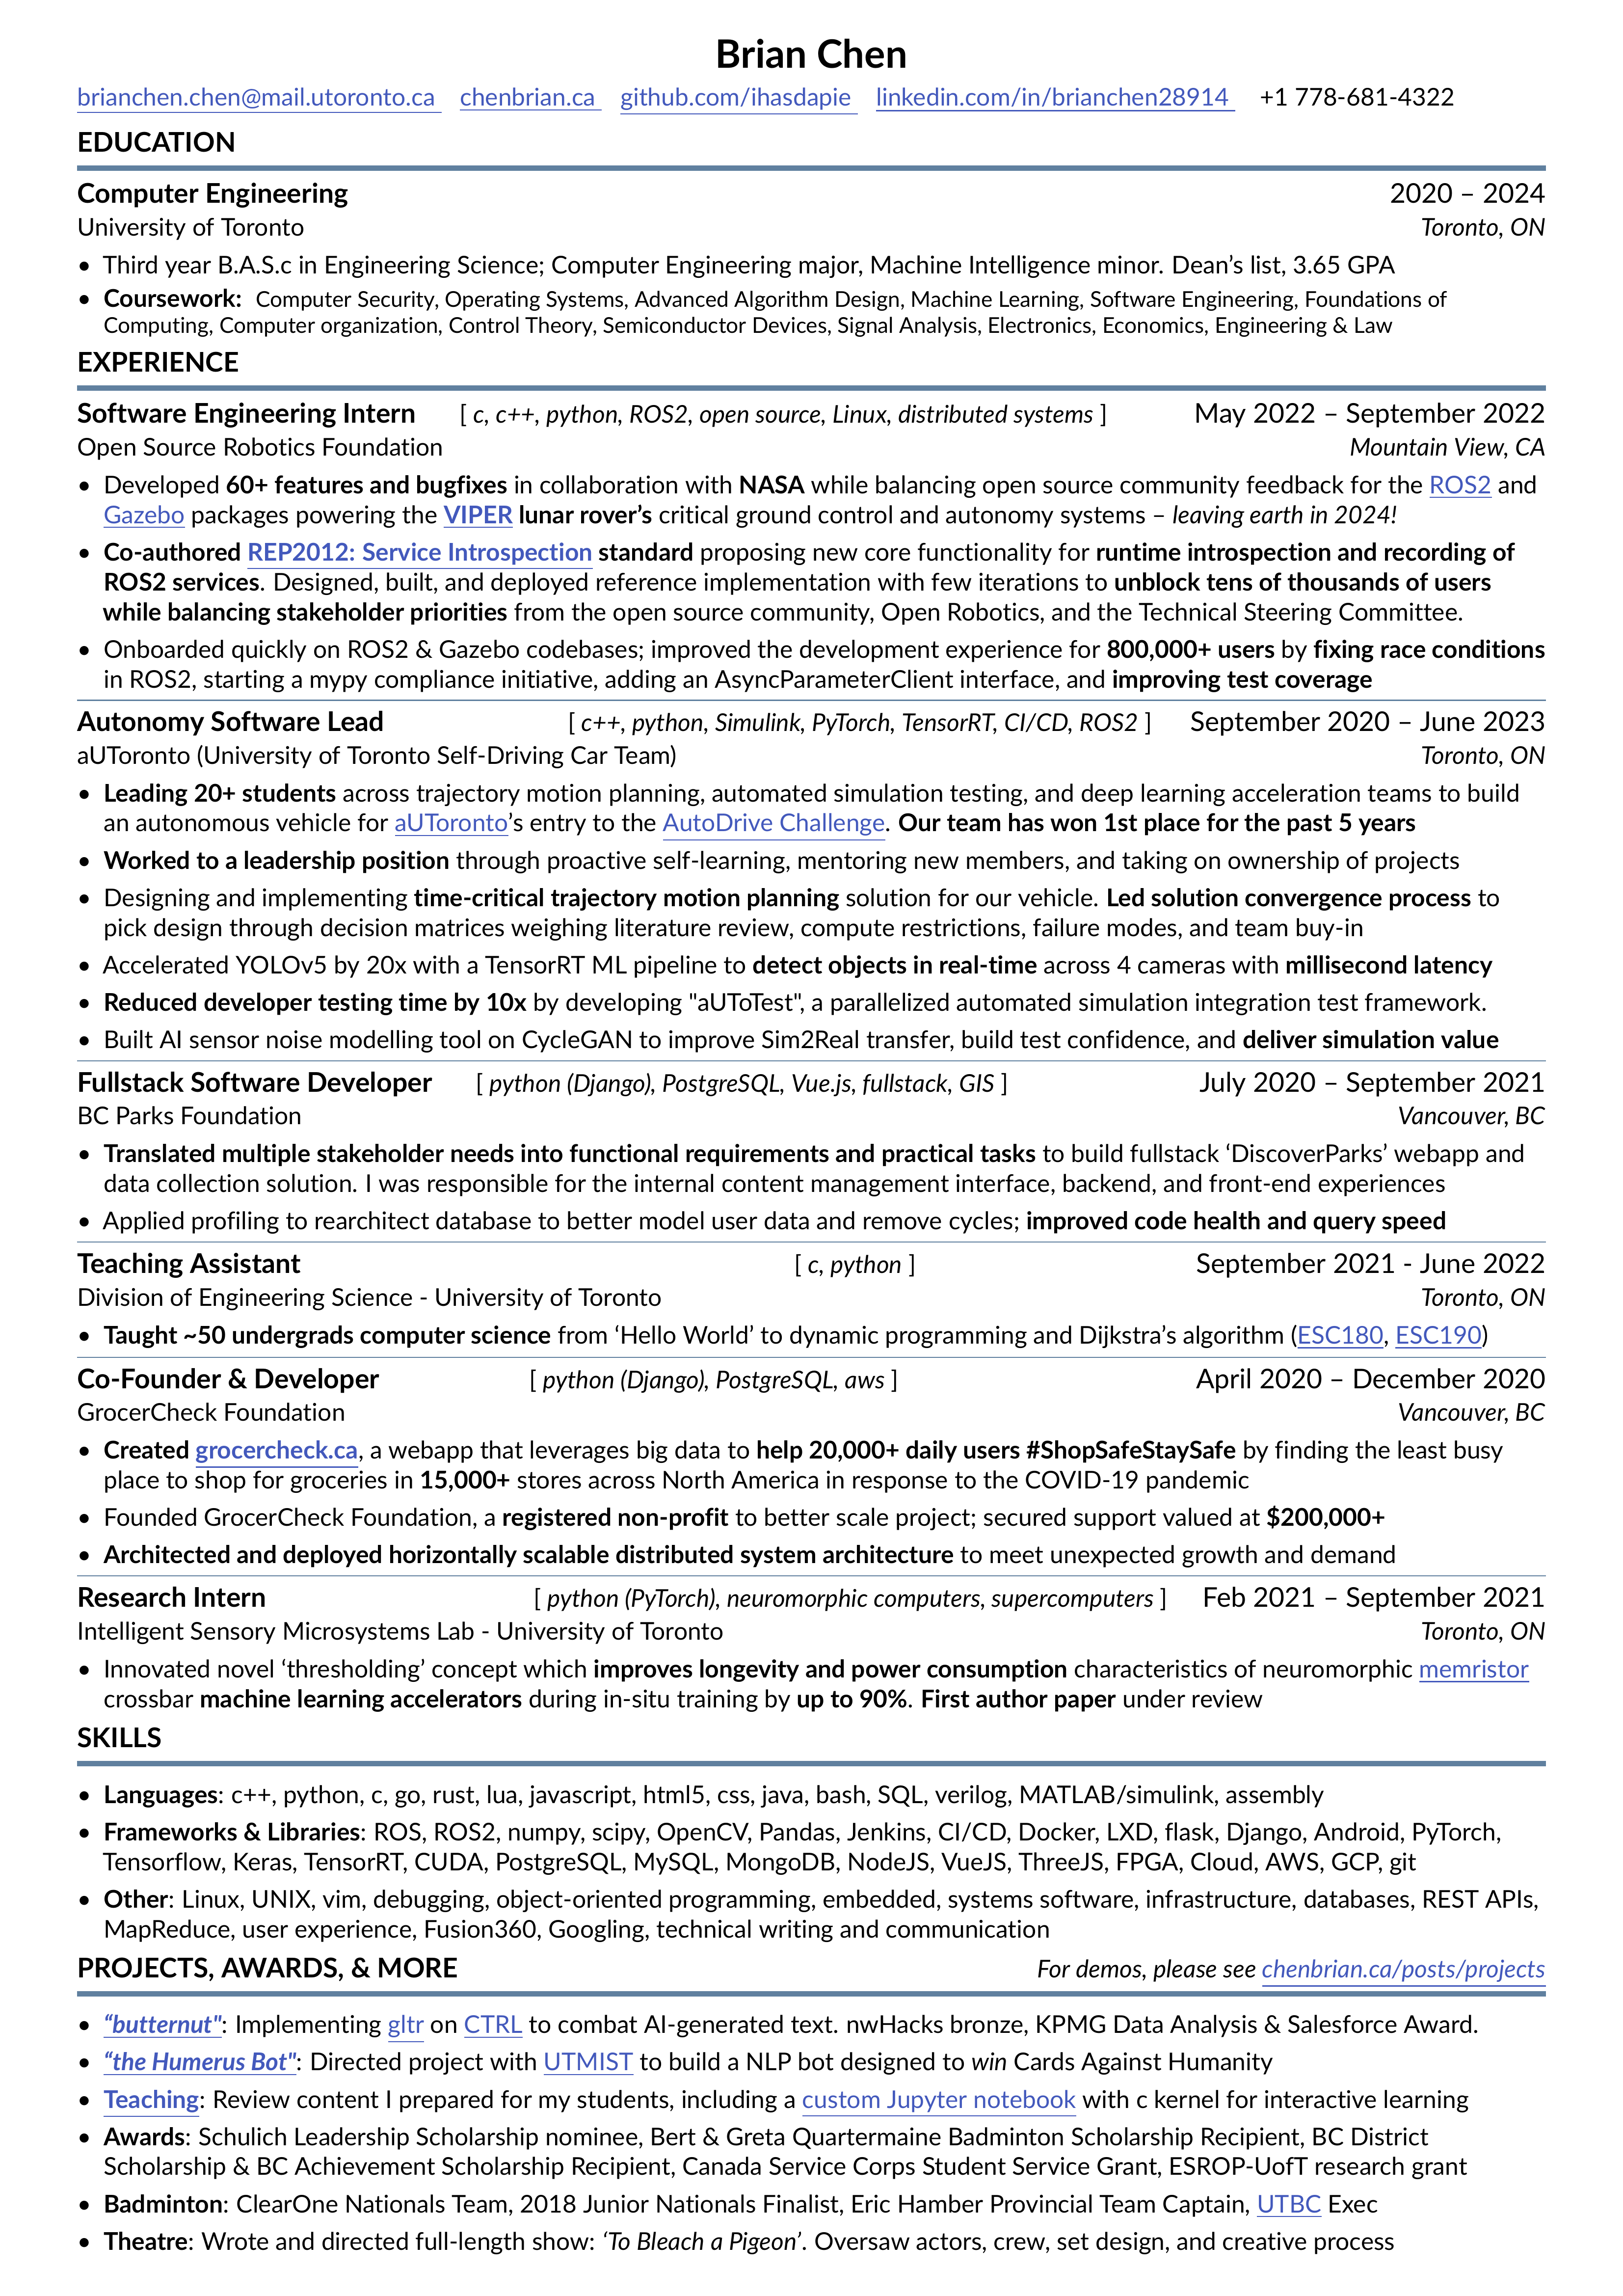 Brian Chen
brianchen.chen@mail.utoronto.ca chenbrian.ca github.com/ihasdapie linkedin.com/in/brianchen28914 +1 778-681-4322
EDUCATION
Computer Engineering 2020 – 2024
University of Toronto Toronto, ON
• Third year B.A.S.c in Engineering Science; Computer Engineering major, Machine Intelligence minor. Dean’s list, 3.65 GPA
• Coursework: Computer Security, Operating Systems, Advanced Algorithm Design, Machine Learning, Software Engineering, Foundations of
Computing, Computer organization, Control Theory, Semiconductor Devices, Signal Analysis, Electronics, Economics, Engineering & Law
EXPERIENCE
Software Engineering Intern [ c, c++, python, ROS2, open source, Linux, distributed systems ] May 2022 – September 2022
Open Source Robotics Foundation Mountain View, CA
• Developed 60+ features and bugfixes in collaboration with NASA while balancing open source community feedback for the ROS2 and
Gazebo packages powering the VIPER lunar rover’s critical ground control and autonomy systems – leaving earth in 2024!
• Co-authored REP2012: Service Introspection standard proposing new core functionality for runtime introspection and recording of
ROS2 services. Designed, built, and deployed reference implementation with few iterations to unblock tens of thousands of users
while balancing stakeholder priorities from the open source community, Open Robotics, and the Technical Steering Committee.
• Onboarded quickly on ROS2 & Gazebo codebases; improved the development experience for 800,000+ users by fixing race conditions
in ROS2, starting a mypy compliance initiative, adding an AsyncParameterClient interface, and improving test coverage
Autonomy Software Lead [ c++, python, Simulink, PyTorch, TensorRT, CI/CD, ROS2 ] September 2020 – June 2023
aUToronto (University of Toronto Self-Driving Car Team) Toronto, ON
• Leading 20+ students across trajectory motion planning, automated simulation testing, and deep learning acceleration teams to build
an autonomous vehicle for aUToronto’s entry to the AutoDrive Challenge. Our team has won 1st place for the past 5 years
• Worked to a leadership position through proactive self-learning, mentoring new members, and taking on ownership of projects
• Designing and implementing time-critical trajectory motion planning solution for our vehicle. Led solution convergence process to
pick design through decision matrices weighing literature review, compute restrictions, failure modes, and team buy-in
• Accelerated YOLOv5 by 20x with a TensorRT ML pipeline to detect objects in real-time across 4 cameras with millisecond latency
• Reduced developer testing time by 10x by developing "aUToTest", a parallelized automated simulation integration test framework.
• Built AI sensor noise modelling tool on CycleGAN to improve Sim2Real transfer, build test confidence, and deliver simulation value
Fullstack Software Developer [ python (Django), PostgreSQL, Vue.js, fullstack, GIS ] July 2020 – September 2021
BC Parks Foundation Vancouver, BC
• Translated multiple stakeholder needs into functional requirements and practical tasks to build fullstack ‘DiscoverParks’ webapp and
data collection solution. I was responsible for the internal content management interface, backend, and front-end experiences
• Applied profiling to rearchitect database to better model user data and remove cycles; improved code health and query speed
Teaching Assistant [ c, python ] September 2021 - June 2022
Division of Engineering Science - University of Toronto Toronto, ON
• Taught ~50 undergrads computer science from ‘Hello World’ to dynamic programming and Dijkstra’s algorithm (ESC180, ESC190)
Co-Founder & Developer [ python (Django), PostgreSQL, aws ] April 2020 – December 2020
GrocerCheck Foundation Vancouver, BC
• Created grocercheck.ca, a webapp that leverages big data to help 20,000+ daily users #ShopSafeStaySafe by finding the least busy
place to shop for groceries in 15,000+ stores across North America in response to the COVID-19 pandemic
• Founded GrocerCheck Foundation, a registered non-profit to better scale project; secured support valued at $200,000+
• Architected and deployed horizontally scalable distributed system architecture to meet unexpected growth and demand
Research Intern [ python (PyTorch), neuromorphic computers, supercomputers ] Feb 2021 – September 2021
Intelligent Sensory Microsystems Lab - University of Toronto Toronto, ON
• Innovated novel ‘thresholding’ concept which improves longevity and power consumption characteristics of neuromorphic memristor
crossbar machine learning accelerators during in-situ training by up to 90%. First author paper under review
SKILLS
• Languages: c++, python, c, go, rust, lua, javascript, html5, css, java, bash, SQL, verilog, MATLAB/simulink, assembly
• Frameworks & Libraries: ROS, ROS2, numpy, scipy, OpenCV, Pandas, Jenkins, CI/CD, Docker, LXD, flask, Django, Android, PyTorch,
Tensorflow, Keras, TensorRT, CUDA, PostgreSQL, MySQL, MongoDB, NodeJS, VueJS, ThreeJS, FPGA, Cloud, AWS, GCP, git
• Other: Linux, UNIX, vim, debugging, object-oriented programming, embedded, systems software, infrastructure, databases, REST APIs,
MapReduce, user experience, Fusion360, Googling, technical writing and communication
PROJECTS, AWARDS, & MORE For demos, please see chenbrian.ca/posts/projects
• “butternut": Implementing gltr on CTRL to combat AI-generated text. nwHacks bronze, KPMG Data Analysis & Salesforce Award.
• “the Humerus Bot": Directed project with UTMIST to build a NLP bot designed to win Cards Against Humanity
• Teaching: Review content I prepared for my students, including a custom Jupyter notebook with c kernel for interactive learning
• Awards: Schulich Leadership Scholarship nominee, Bert & Greta Quartermaine Badminton Scholarship Recipient, BC District
Scholarship & BC Achievement Scholarship Recipient, Canada Service Corps Student Service Grant, ESROP-UofT research grant
• Badminton: ClearOne Nationals Team, 2018 Junior Nationals Finalist, Eric Hamber Provincial Team Captain, UTBC Exec
• Theatre: Wrote and directed full-length show: ‘To Bleach a Pigeon’. Oversaw actors, crew, set design, and creative process